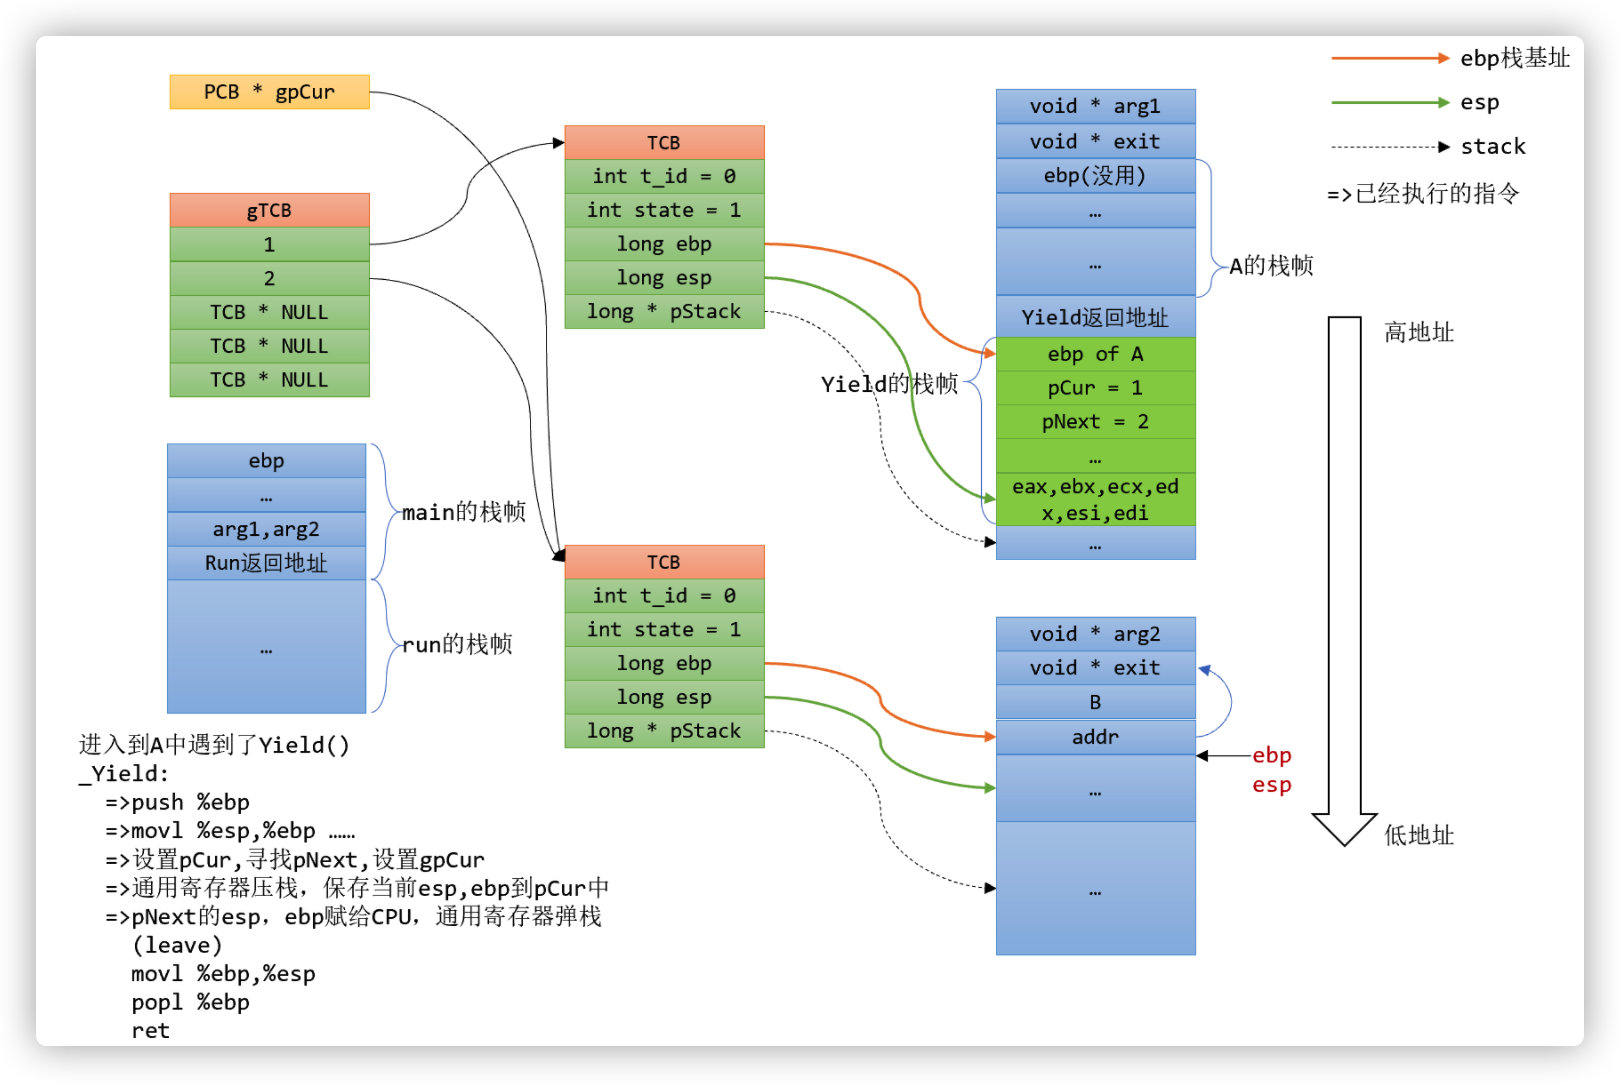 PCB * gpCur
gTCB
1
2
TCB * NULL
TCB * NULL
TCB * NULL
ebp
…
arg1,arg2
Run返回地址
…
main的栈帧
run的栈帧
TCB
int t_id = 0
int state = 1
long ebp
long esp
long * pStack
TCB
int t_id = 0
int state = 1
long ebp
long esp
long * pStack
void * arg1
void * exit
ebp(没用)
…
…
Yield返回地址
ebp of A
pCur = 1
pNext = 2
…
eax,ebx,ecx,ed
x,esi,edi
…
A的栈帧
Yield的栈帧
void * arg2
void * exit
B
addr
…
…
ebp
esp
ebp栈基址
esp
stack
=>已经执行的指令
高地址
低地址
进入到A中遇到了Yield()
_Yield:
=>push %ebp
=>movl %esp,%ebp ……
=>设置pCur,寻找pNext,设置gpCur
=>通用寄存器压栈，保存当前esp,ebp到pCur中
=>pNext的esp，ebp赋给CPU，通用寄存器弹栈
(leave)
movl %ebp,%esp
popl %ebp
ret